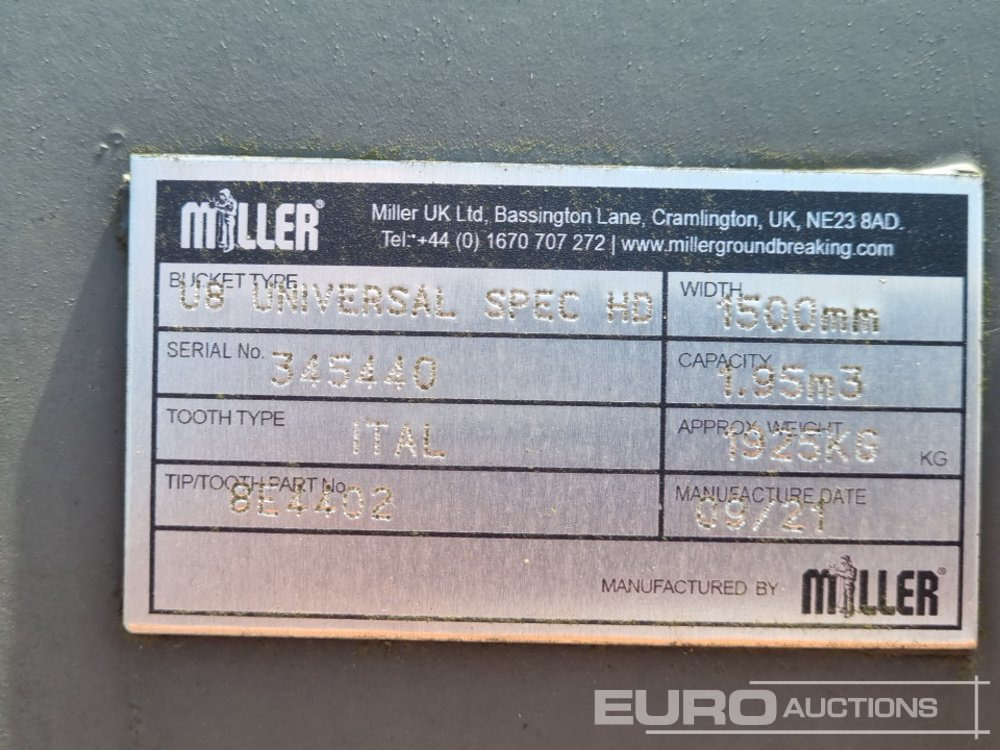 MILLER®
Miller UK Ltd, Bassington Lane, Cramlington, UK, NE23 8AD.
Tel: +44 (0) 1670 707 272 | www.millergroundbreaking.com
BUCKET TYPE
U8 UNIVERSAL SPEC HD
WIDTH
1500mm
SERIAL No.
345440
CAPACITY
1.95m3
TOOTH TYPE
ITAL
APPROX. WEIGHT
1925KG
KG
TIP/TOOTH PART No.
8E4402
MANUFACTURE DATE
09/21
MANUFACTURED BY MILLER®
EURO AUCTIONS